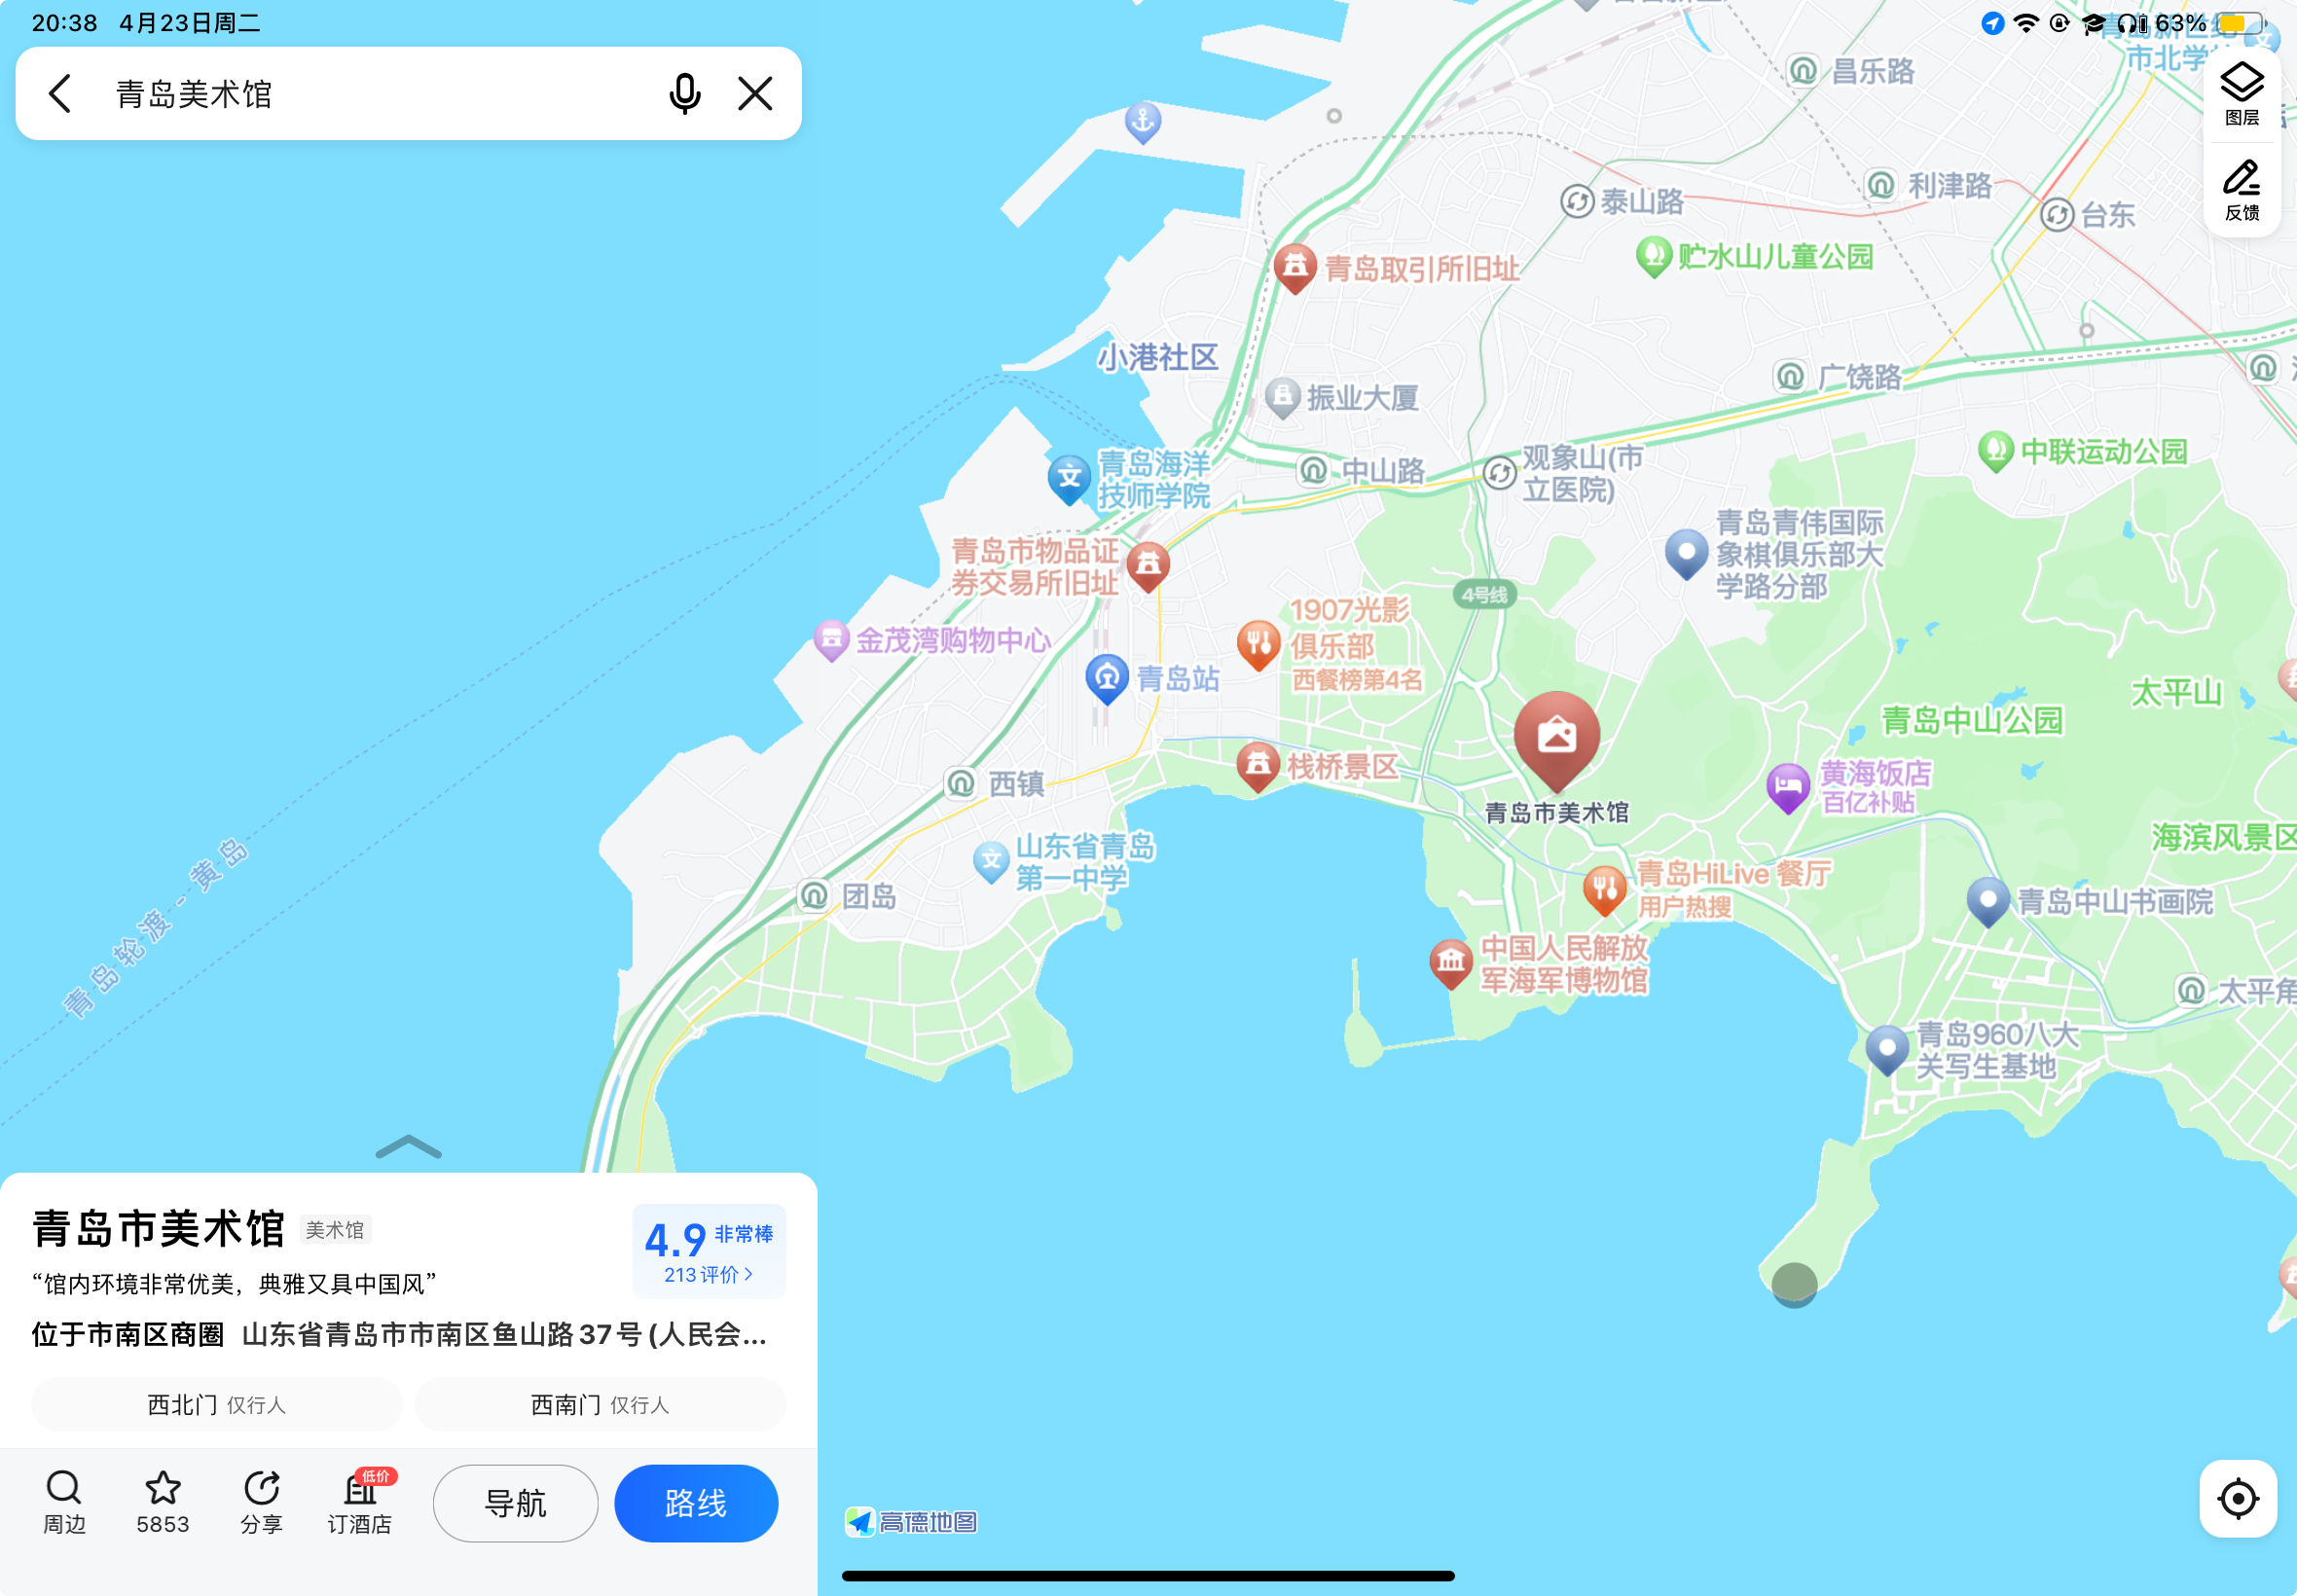 20:38 4月23日周二
63%
青岛美术馆
图层
反馈
昌乐路
利津路
泰山路
台东
贮水山儿童公园
青岛取引所旧址
小港社区
振业大厦
广饶路
中联运动公园
青岛海洋
技师学院
中山路
观象山(市
立医院)
青岛市物品证
券交易所旧址
青岛青伟国际
象棋俱乐部大
学路分部
4号线
1907光影
俱乐部
西餐榜第4名
金茂湾购物中心
青岛站
太平山
青岛中山公园
栈桥景区
西镇
青岛市美术馆
黄海饭店
百亿补贴
海滨风景区
山东省青岛
第一中学
团岛
青岛HiLive 餐厅
用户热搜
青岛中山书画院
青岛轮渡 - 黄岛
中国人民解放
军海军博物馆
太平角
青岛960八大
关写生基地
青岛市美术馆 美术馆
4.9 非常棒
213 评价
“馆内环境非常优美，典雅又具中国风”
位于市南区商圈 山东省青岛市市南区鱼山路37号(人民会...
西北门 仅行人
西南门 仅行人
周边
5853
分享
低价
订酒店
导航
路线
高德地图